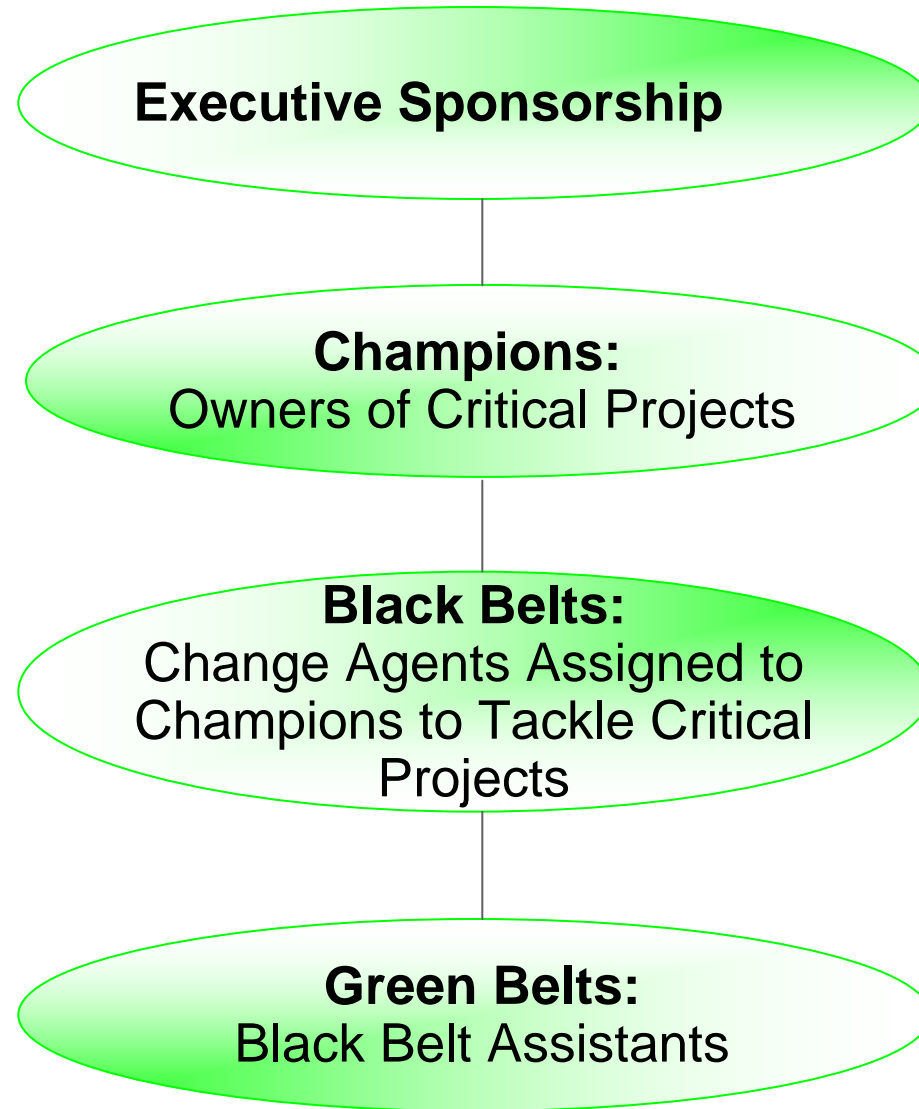 Executive Sponsorship
Champions:
Owners of Critical Projects
Black Belts:
Change Agents Assigned to
Champions to Tackle Critical
Projects
Green Belts:
Black Belt Assistants